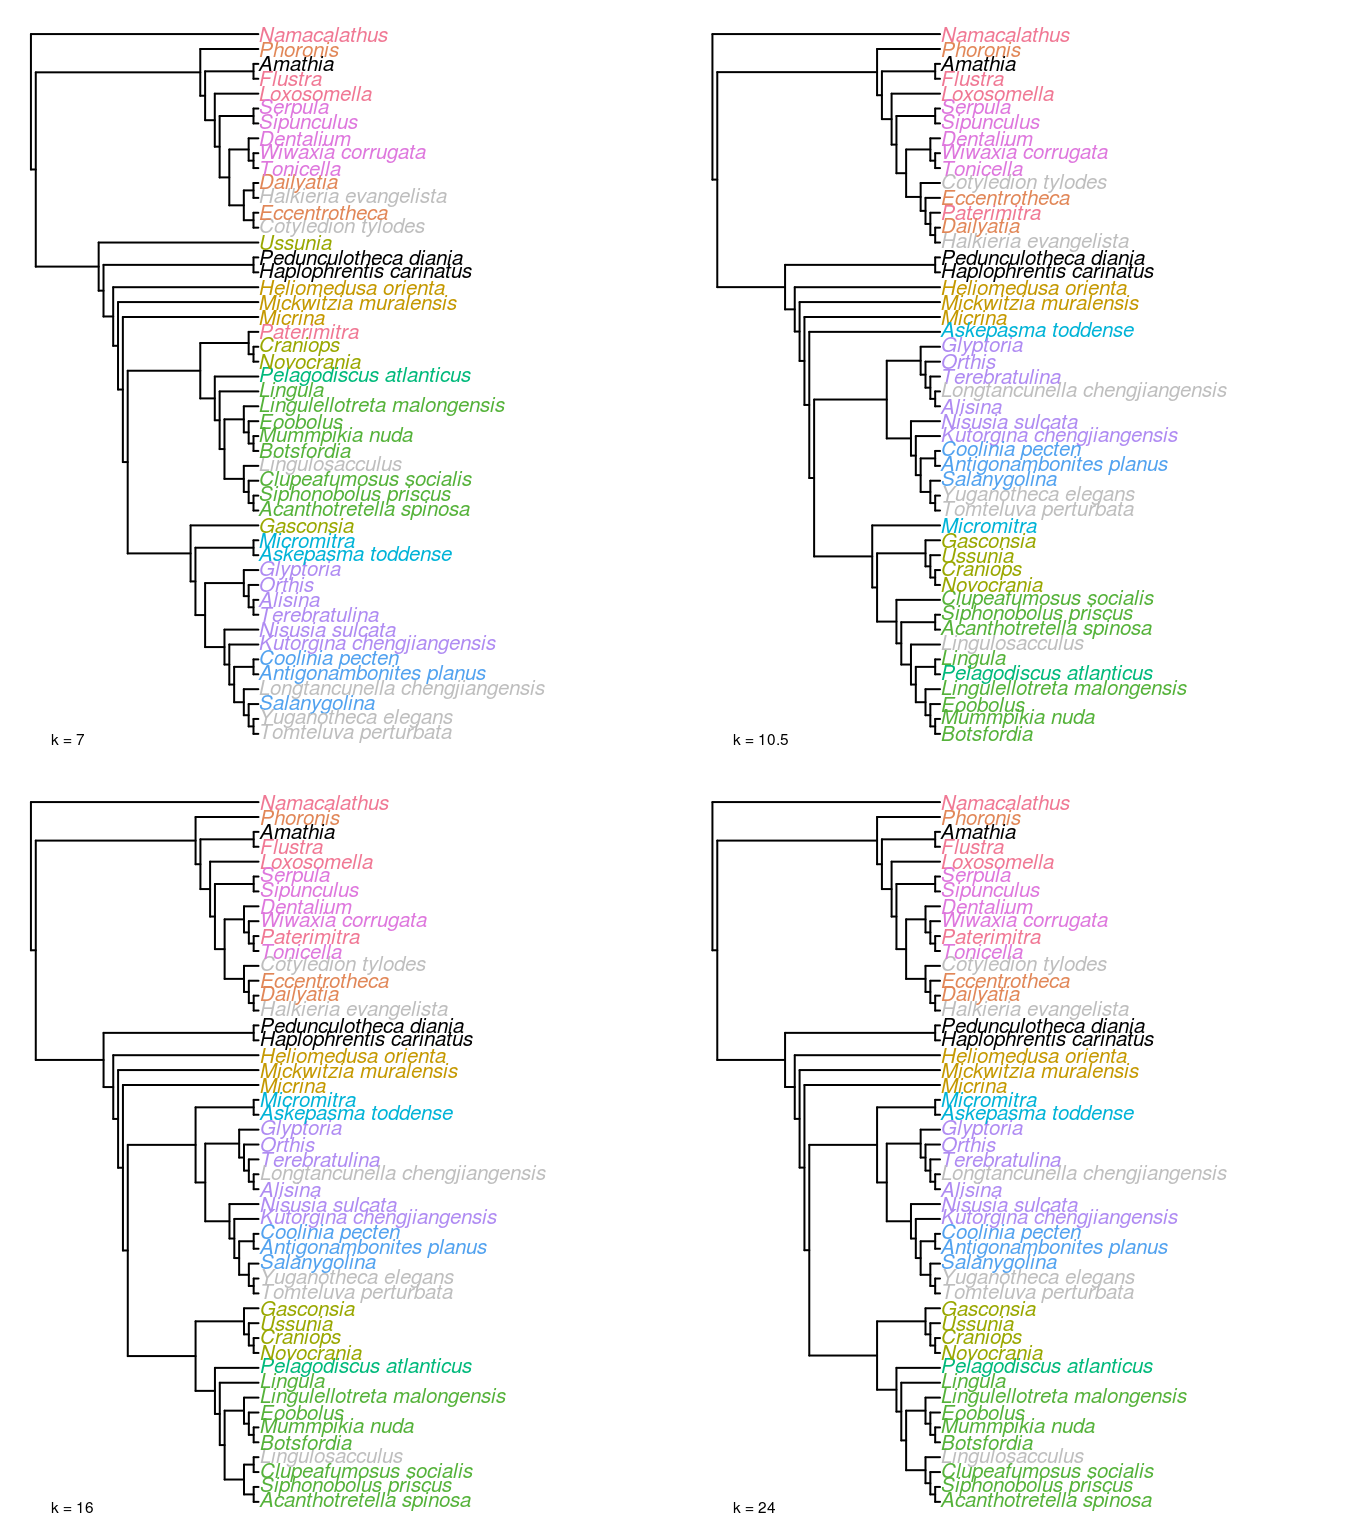 Namacalathus
Phoronis
Amathia
Flustra
Loxosomella
Serpula
Sipunculus
Dentalium
Wiwaxia corrugata
Tonicella
Dailyatia
Halkieria evangelista
Eccentrotheca
Cotyledion tylodes
Ussunia
Pedunculotheca diania
Haplophrentis carinatus
Heliomedusa orienta
Mickwitzia muralensis
Micrina
Paterimitra
Craniops
Novocrania
Pelagodiscus atlanticus
Lingula
Lingulellotreta malongensis
Eoobolus
Mummpikia nuda
Botsfordia
Lingulosacculus
Clupeafumosus socialis
Siphonobolus priscus
Acanthotretella spinosa
Gasconsia
Micromitra
Askepasma toddense
Glyptoria
Orthis
Alisina
Terebratulina
Nisusia sulcata
Kutorgina chengjiangensis
Coolinia pecten
Antigonambonites planus
Longtancunella chengjiangensis
Salanygolina
Yuganotheca elegans
Tomteluva perturbata
k = 7
Namacalathus
Phoronis
Amathia
Flustra
Loxosomella
Serpula
Sipunculus
Dentalium
Wiwaxia corrugata
Tonicella
Cotyledion tylodes
Eccentrotheca
Paterimitra
Dailyatia
Halkieria evangelista
Pedunculotheca diania
Haplophrentis carinatus
Heliomedusa orienta
Mickwitzia muralensis
Micrina
Askepasma toddense
Glyptoria
Orthis
Terebratulina
Longtancunella chengjiangensis
Alisina
Nisusia sulcata
Kutorgina chengjiangensis
Coolinia pecten
Antigonambonites planus
Salanygolina
Yuganotheca elegans
Tomteluva perturbata
Micromitra
Gasconsia
Ussunia
Craniops
Novocrania
Clupeafumosus socialis
Siphonobolus priscus
Acanthotretella spinosa
Lingulosacculus
Lingula
Pelagodiscus atlanticus
Lingulellotreta malongensis
Eoobolus
Mummpikia nuda
Botsfordia
k = 10.5
Namacalathus
Phoronis
Amathia
Flustra
Loxosomella
Serpula
Sipunculus
Dentalium
Wiwaxia corrugata
Paterimitra
Tonicella
Cotyledion tylodes
Eccentrotheca
Dailyatia
Halkieria evangelista
Pedunculotheca diania
Haplophrentis carinatus
Heliomedusa orienta
Mickwitzia muralensis
Micrina
Micromitra
Askepasma toddense
Glyptoria
Orthis
Terebratulina
Longtancunella chengjiangensis
Alisina
Nisusia sulcata
Kutorgina chengjiangensis
Coolinia pecten
Antigonambonites planus
Salanygolina
Yuganotheca elegans
Tomteluva perturbata
Gasconsia
Ussunia
Craniops
Novocrania
Pelagodiscus atlanticus
Lingula
Lingulellotreta malongensis
Eoobolus
Mummpikia nuda
Botsfordia
Lingulosacculus
Clupeafumosus socialis
Siphonobolus priscus
Acanthotretella spinosa
k = 16
Namacalathus
Phoronis
Amathia
Flustra
Loxosomella
Serpula
Sipunculus
Dentalium
Wiwaxia corrugata
Paterimitra
Tonicella
Cotyledion tylodes
Eccentrotheca
Dailyatia
Halkieria evangelista
Pedunculotheca diania
Haplophrentis carinatus
Heliomedusa orienta
Mickwitzia muralensis
Micrina
Micromitra
Askepasma toddense
Glyptoria
Orthis
Terebratulina
Longtancunella chengjiangensis
Alisina
Nisusia sulcata
Kutorgina chengjiangensis
Coolinia pecten
Antigonambonites planus
Salanygolina
Yuganotheca elegans
Tomteluva perturbata
Gasconsia
Ussunia
Craniops
Novocrania
Pelagodiscus atlanticus
Lingula
Lingulellotreta malongensis
Eoobolus
Mummpikia nuda
Botsfordia
Lingulosacculus
Clupeafumosus socialis
Siphonobolus priscus
Acanthotretella spinosa
k = 24